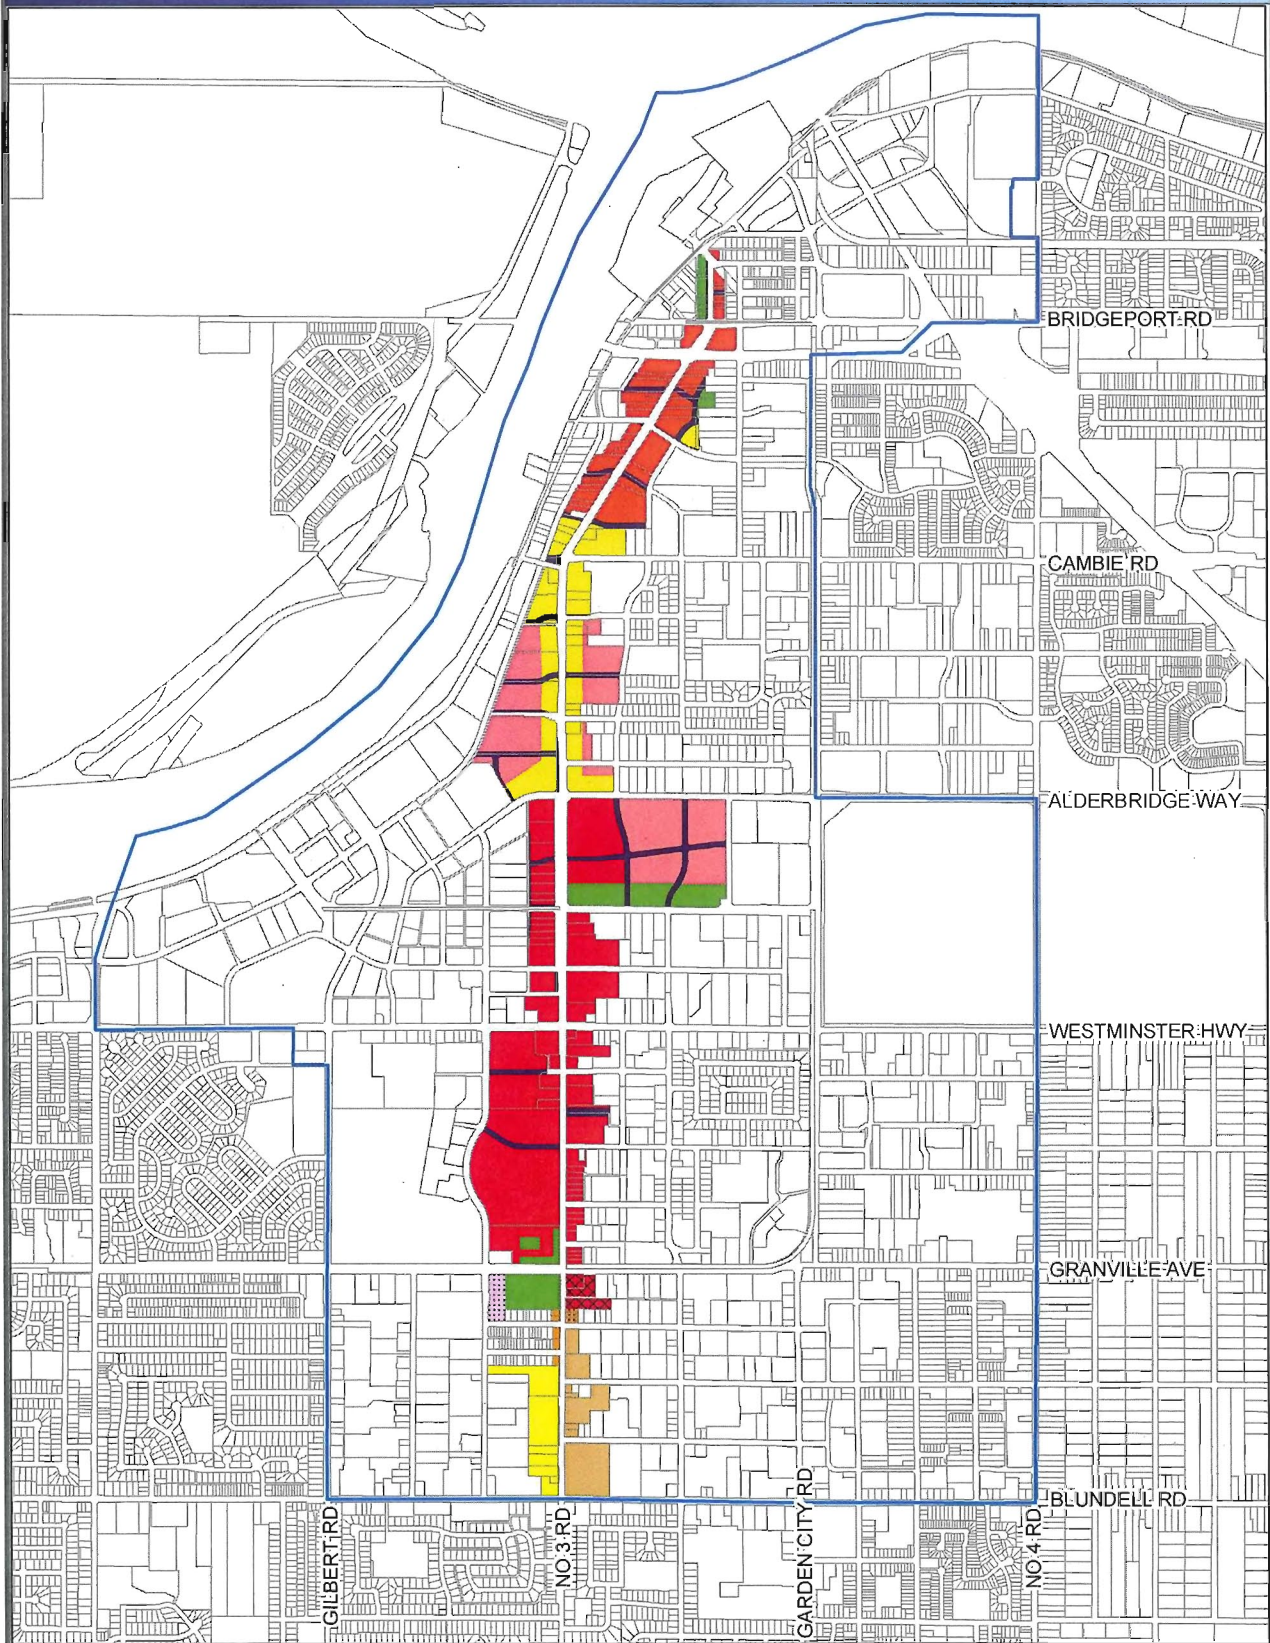 BRIDGEPORT RD
CAMBIE RD
ALDERBRIDGE WAY
WESTMINSTER HWY
GRANVILLE AVE
BLUNDELL RD
GILBERT RD
NO 3 RD
GARDEN CITY RD
NO 4 RD